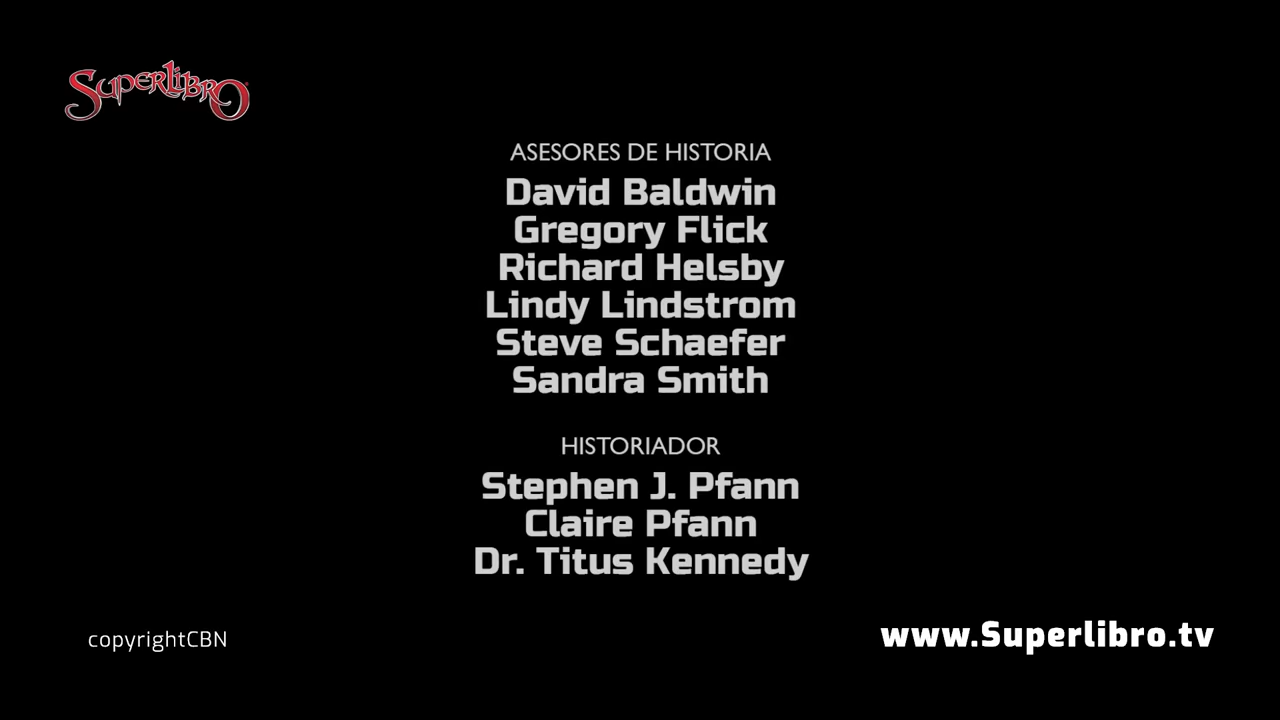 SUPERLIBRO
ASESORES DE HISTORIA
David Baldwin
Gregory Flick
Richard Helsby
Lindy Lindstrom
Steve Schaefer
Sandra Smith
HISTORIADOR
Stephen J. Pfann
Claire Pfann
Dr. Titus Kennedy
copyrightCBN
www.Superlibro.tv